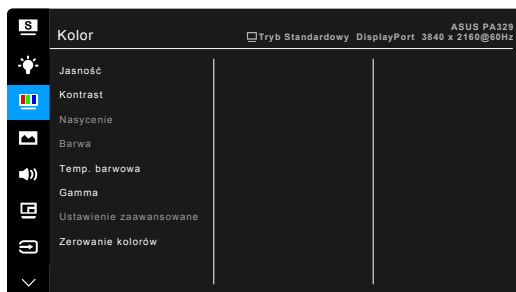 S
ASUS PA329
Kolor
Tryb Standardowy DisplayPort 3840 x 2160@60Hz
Jasność
Kontrast
Nasycenie
Barwa
Temp. barwowa
Gamma
Ustawienie zaawansowane
Zerowanie kolorów